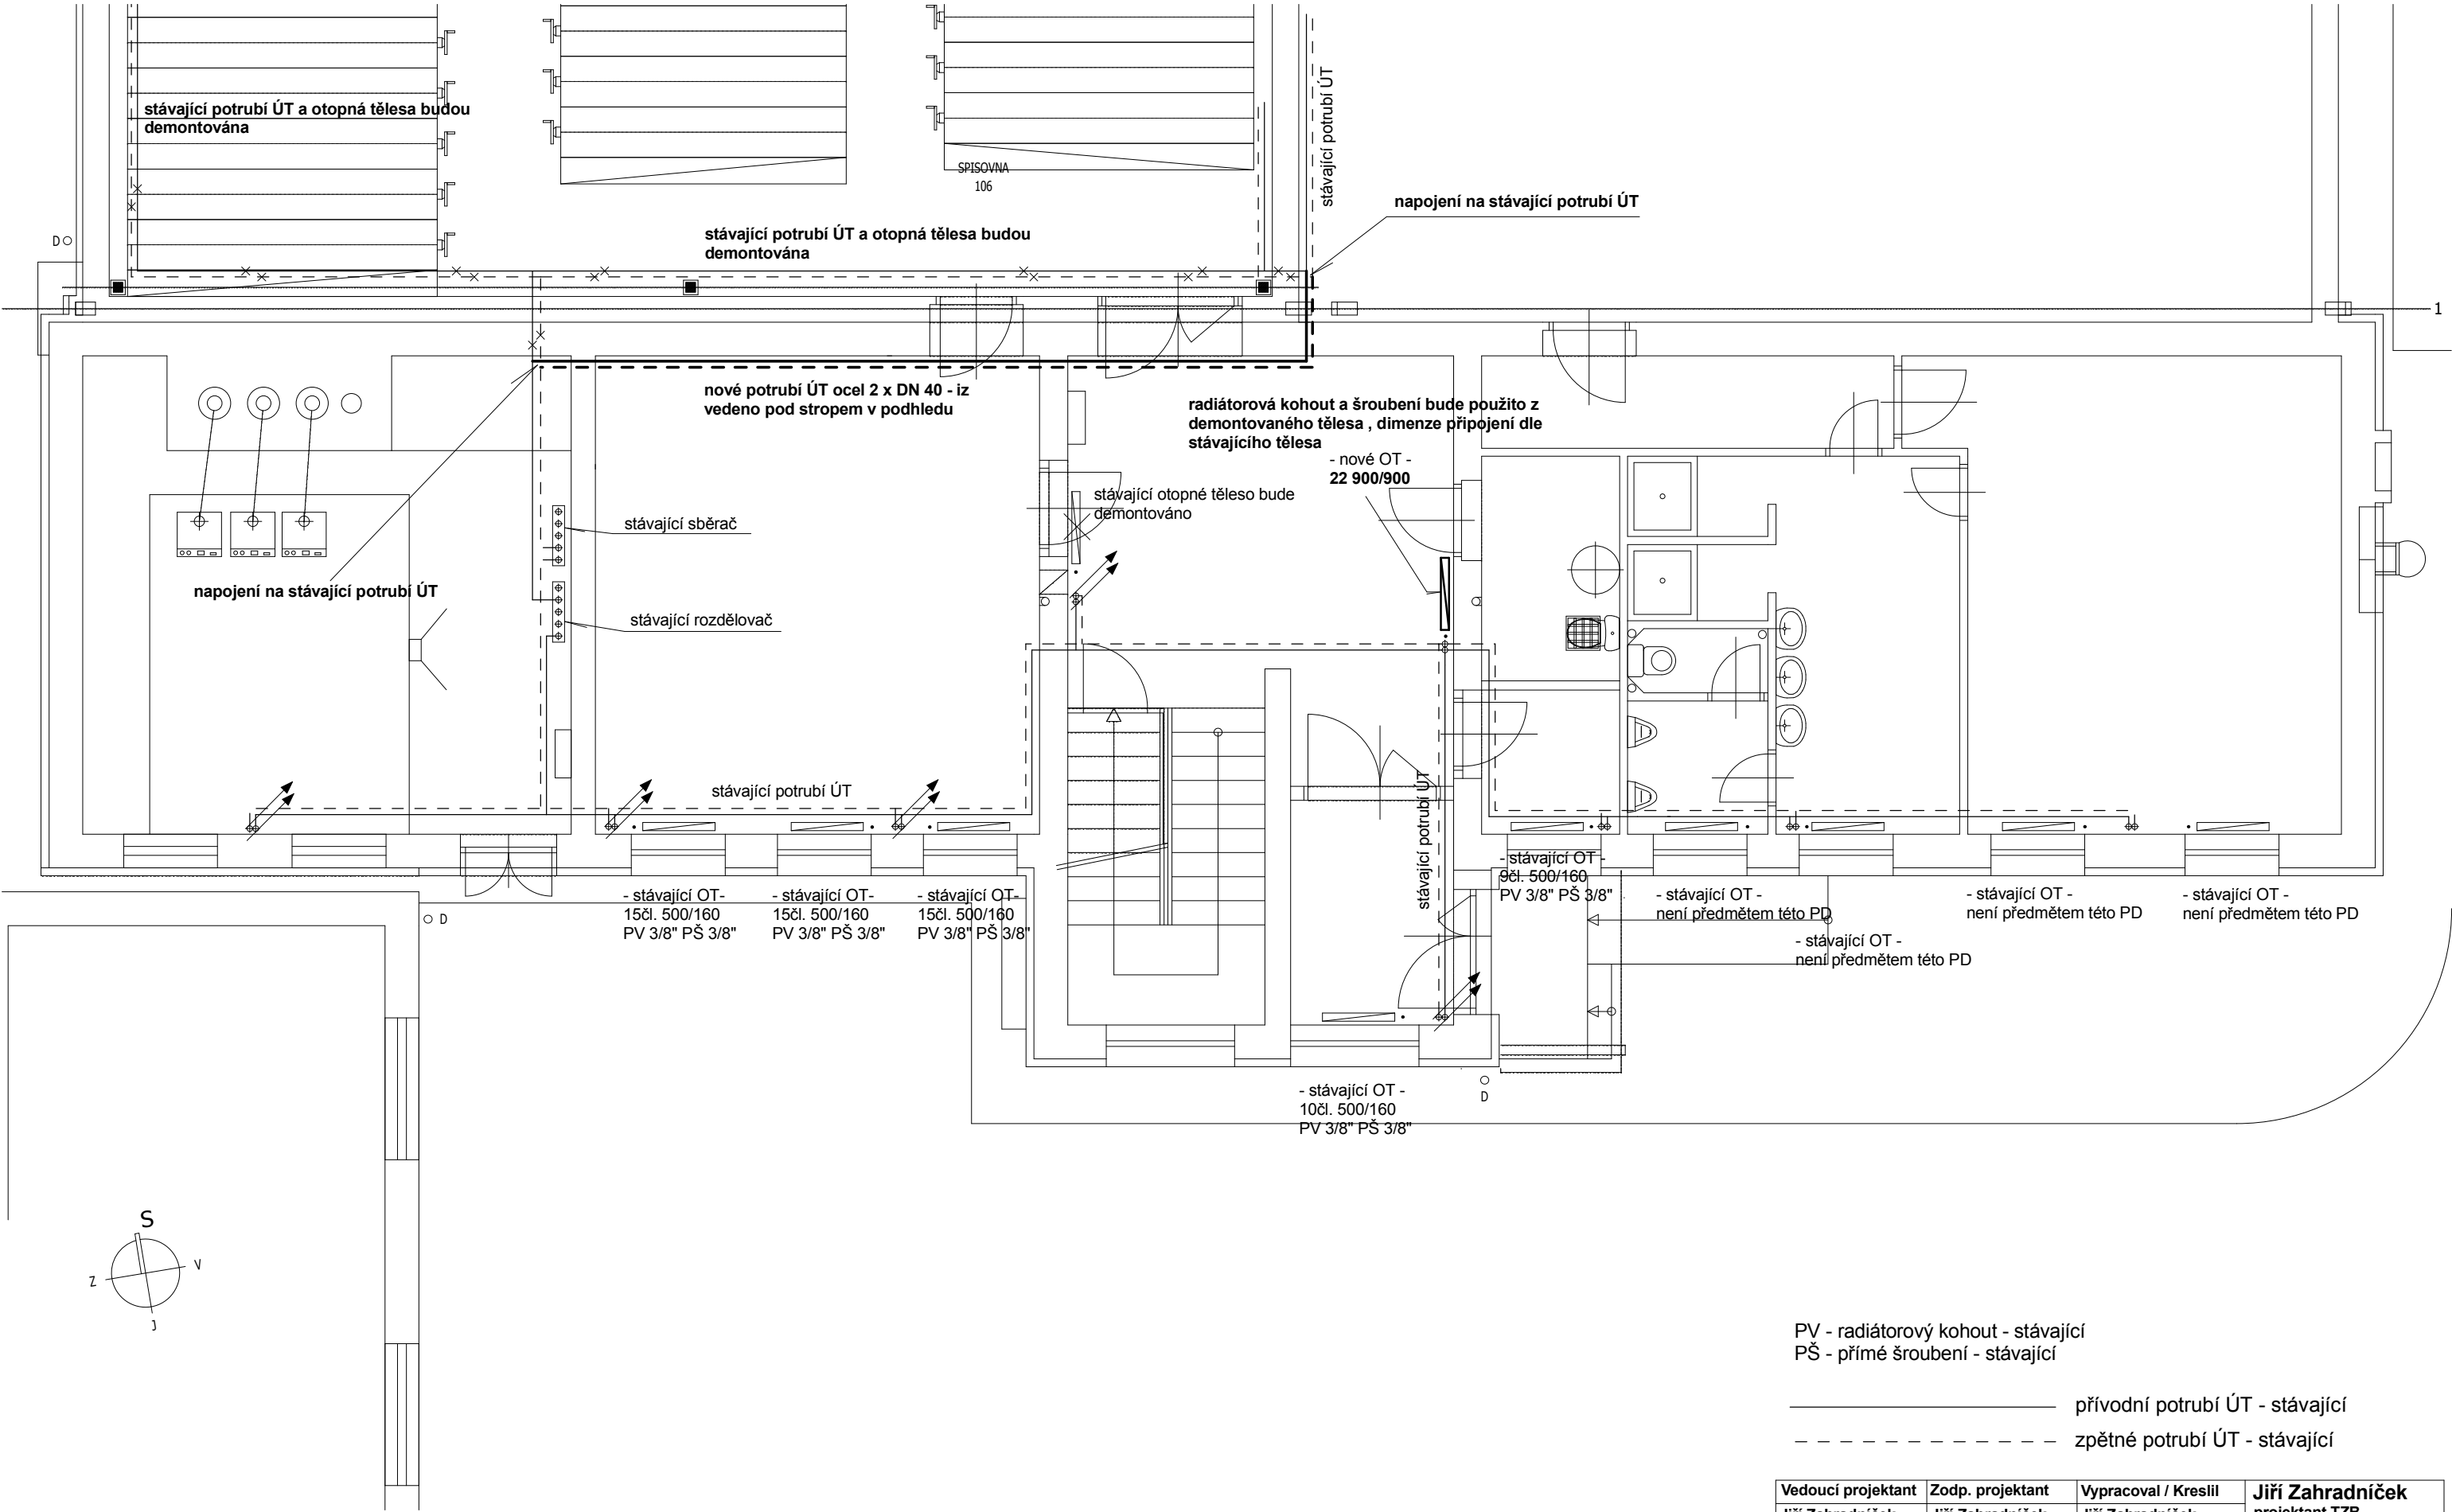 stávající potrubí ÚT a otopná tělesa budou
demontována
SPISOVNA
106
stávající potrubí ÚT
napojení na stávající potrubí ÚT
stávající potrubí ÚT a otopná tělesa budou
demontována
D
1
nové potrubí ÚT ocel 2 x DN 40 - iz
vedeno pod stropem v podhledu
radiátorová kohout a šroubení bude použito z
demontovaného tělesa , dimenze připojení dle
stávajícího tělesa
- nové OT -
22 900/900
stávající otopné těleso bude
demontováno
stávající sběrač
napojení na stávající potrubí ÚT
stávající rozdělovač
stávající potrubí ÚT
stávající potrubí ÚT
- stávající OT-
15čl. 500/160
PV 3/8" PŠ 3/8"
- stávající OT-
15čl. 500/160
PV 3/8" PŠ 3/8"
- stávající OT-
15čl. 500/160
PV 3/8" PŠ 3/8"
- stávající OT -
9čl. 500/160
PV 3/8" PŠ 3/8"
- stávající OT -
není předmětem této PD
- stávající OT -
není předmětem této PD
- stávající OT -
není předmětem této PD
- stávající OT -
není předmětem této PD
D
- stávající OT -
10čl. 500/160
PV 3/8" PŠ 3/8"
D
S
Z
V
J
PV - radiátorový kohout - stávající
PŠ - přímé šroubení - stávající
přívodní potrubí ÚT - stávající
zpětné potrubí ÚT - stávající
Vedoucí projektant Zodp. projektant Vypracoval / Kreslil Jiří Zahradníček
Jiří Zahradníček Jiří Zahradníček Jiří Zahradníček projektant TZB